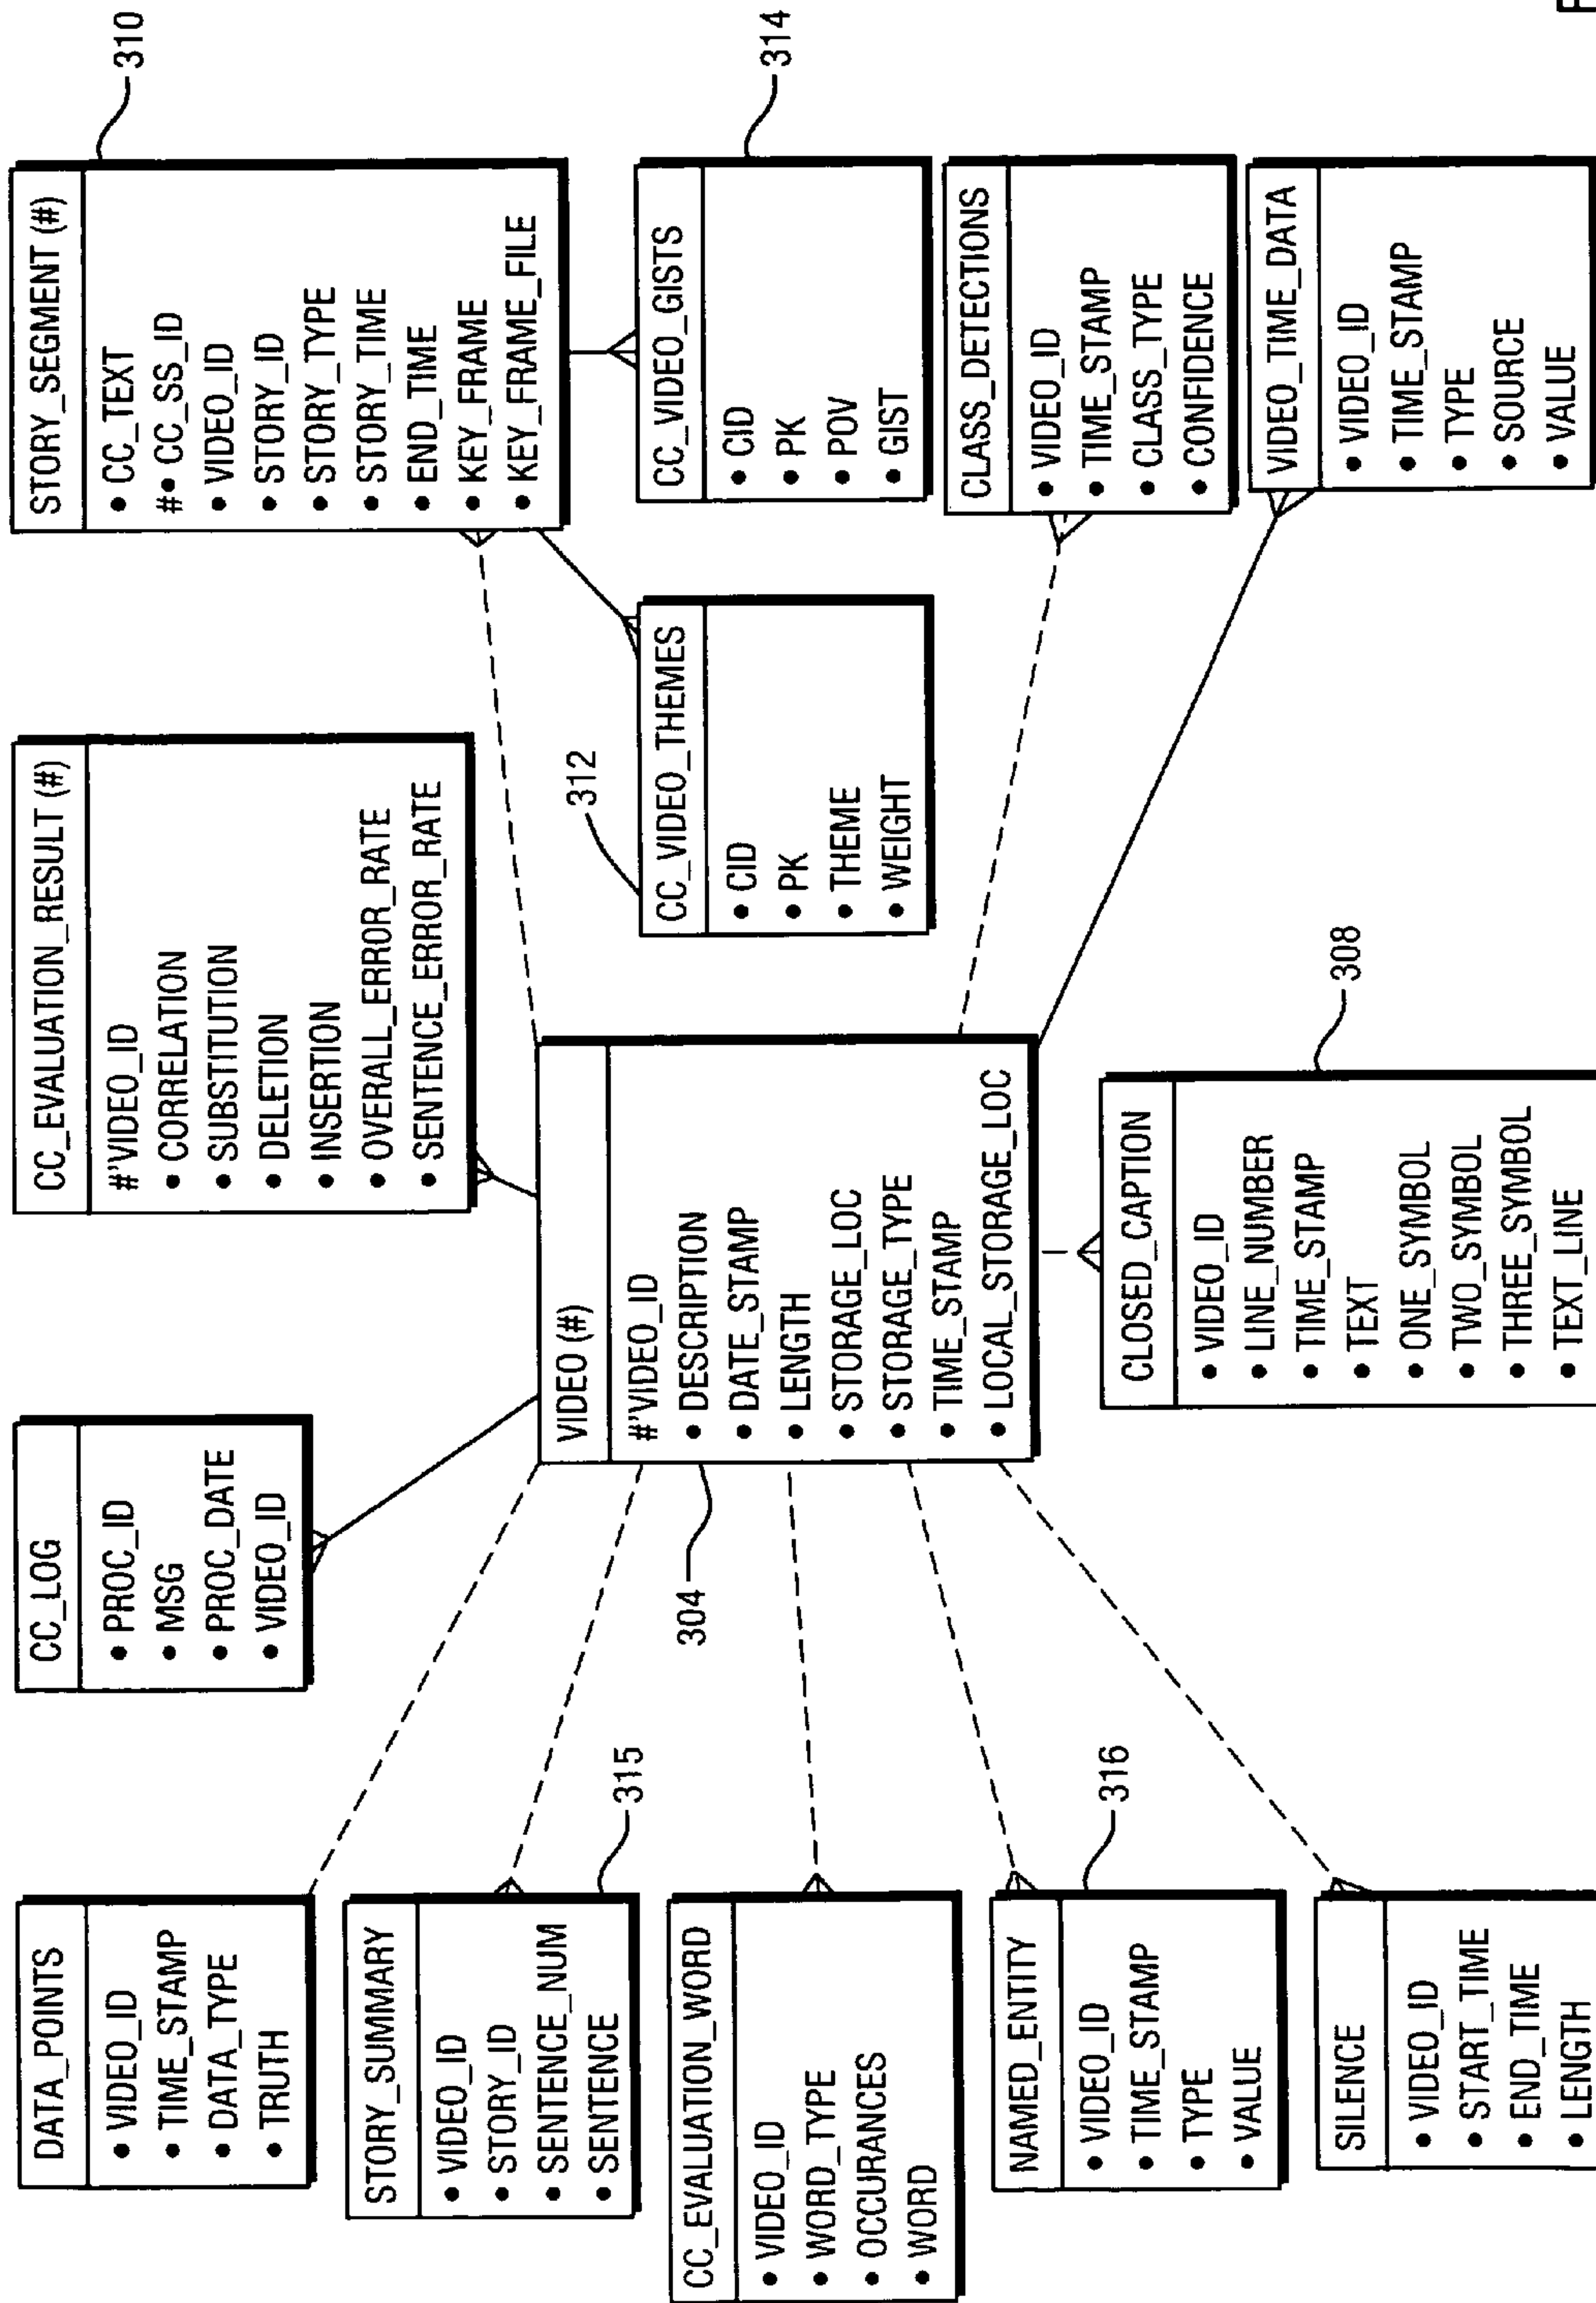 DATA_POINTS
• VIDEO_ID
• TIME_STAMP
• DATA_TYPE
• TRUTH
STORY_SUMMARY
• VIDEO_ID
• STORY_ID
• SENTENCE_NUM
• SENTENCE
315
CC_EVALUATION_WORD
• VIDEO_ID
• WORD_TYPE
• OCCURANCES
• WORD
NAMED_ENTITY
• VIDEO_ID
• TIME_STAMP
• TYPE
• VALUE
316
SILENCE
• VIDEO_ID
• START_TIME
• END_TIME
• LENGTH
CC_LOG
• PROC_ID
• MSG
• PROC_DATE
• VIDEO_ID
VIDEO (#)
#'VIDEO_ID
• DESCRIPTION
• DATE_STAMP
• LENGTH
• STORAGE_LOC
• STORAGE_TYPE
• TIME_STAMP
• LOCAL_STORAGE_LOC
304
CLOSED_CAPTION
• VIDEO_ID
• LINE_NUMBER
• TIME_STAMP
• TEXT
• ONE_SYMBOL
• TWO_SYMBOL
• THREE_SYMBOL
• TEXT_LINE
308
CC_EVALUATION_RESULT (#)
#'VIDEO_ID
• CORRELATION
• SUBSTITUTION
• DELETION
• INSERTION
• OVERALL_ERROR_RATE
• SENTENCE_ERROR_RATE
312
CC_VIDEO_THEMES
• CID
• PK
• THEME
• WEIGHT
STORY_SEGMENT (#)
• CC_TEXT
#• CC_SS_ID
• VIDEO_ID
• STORY_ID
• STORY_TYPE
• STORY_TIME
• END_TIME
• KEY_FRAME
• KEY_FRAME_FILE
310
CC_VIDEO_GISTS
• CID
• PK
• POV
• GIST
314
CLASS_DETECTIONS
• VIDEO_ID
• TIME_STAMP
• CLASS_TYPE
• CONFIDENCE
VIDEO_TIME_DATA
• VIDEO_ID
• TIME_STAMP
• TYPE
• SOURCE
• VALUE